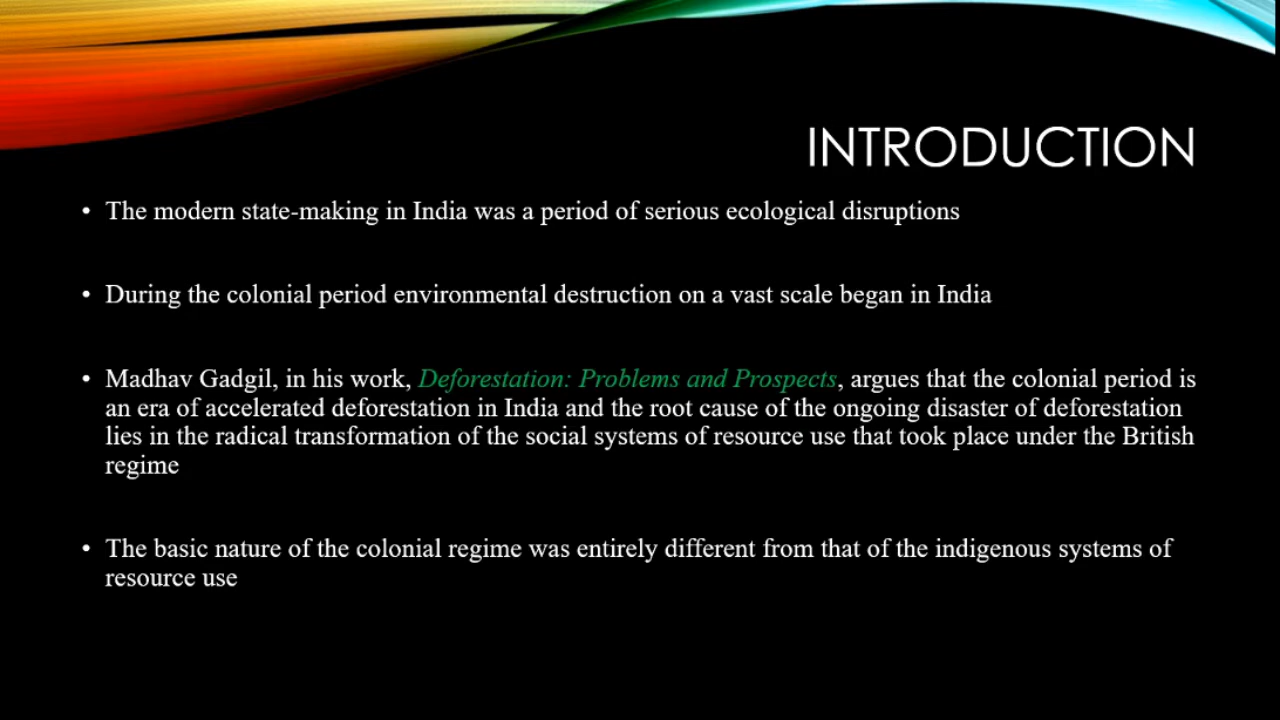 INTRODUCTION
• The modern state-making in India was a period of serious ecological disruptions
• During the colonial period environmental destruction on a vast scale began in India
• Madhav Gadgil, in his work, Deforestation: Problems and Prospects, argues that the colonial period is
an era of accelerated deforestation in India and the root cause of the ongoing disaster of deforestation
lies in the radical transformation of the social systems of resource use that took place under the British
regime
• The basic nature of the colonial regime was entirely different from that of the indigenous systems of
resource use